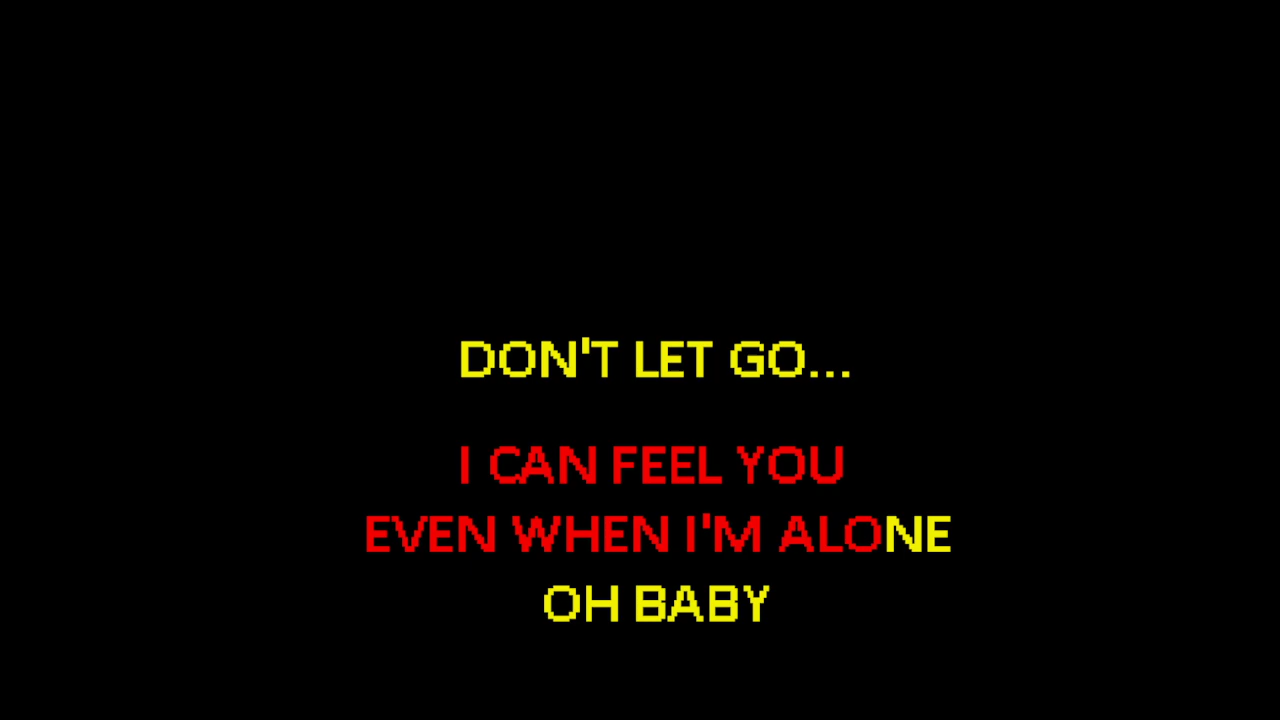 DON'T LET GO...
I CAN FEEL YOU
EVEN WHEN I'M ALONE
OH BABY